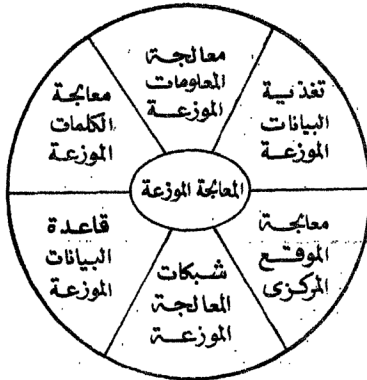 معالجة
المعلومات
الموزعة
تغذية
البيانات
الموزعة
معالجة
الموقع
المركزى
شبكات
المعالجة
الموزعة
قاعدة
البيانات
الموزعة
معالجة
الكلمات
الموزعة
المعالجة الموزعة